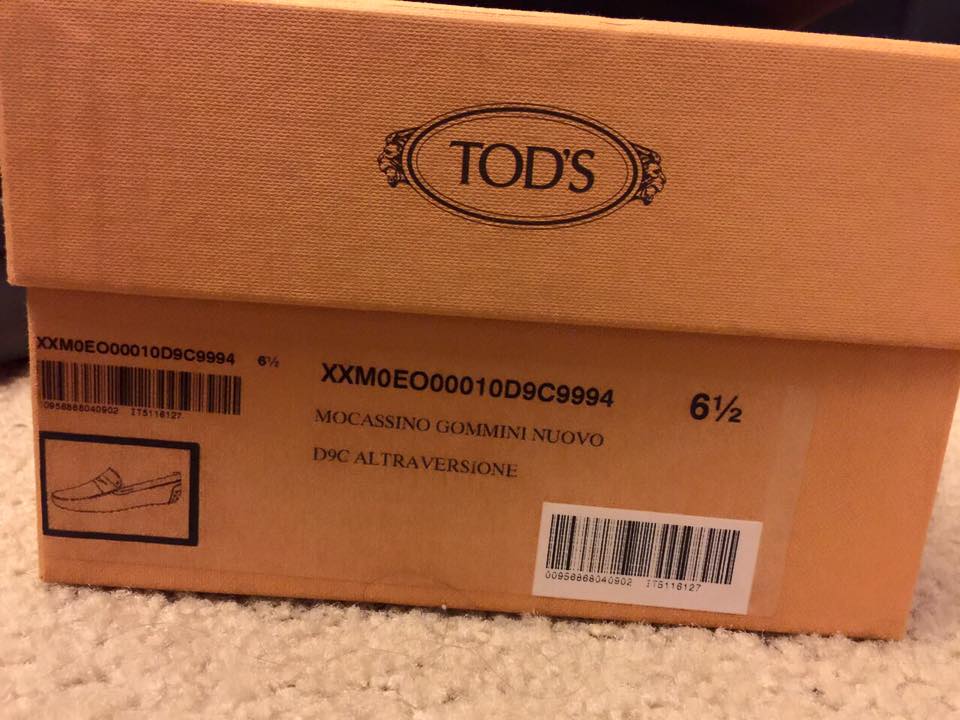 TOD'S
XXM0EO00010D9C9994 6½
00956868040902 IT5116127
XXM0EO00010D9C9994 6½
MOCASSINO GOMMINI NUOVO
D9C ALTRAVERSIONE
00956868040902 IT5116127